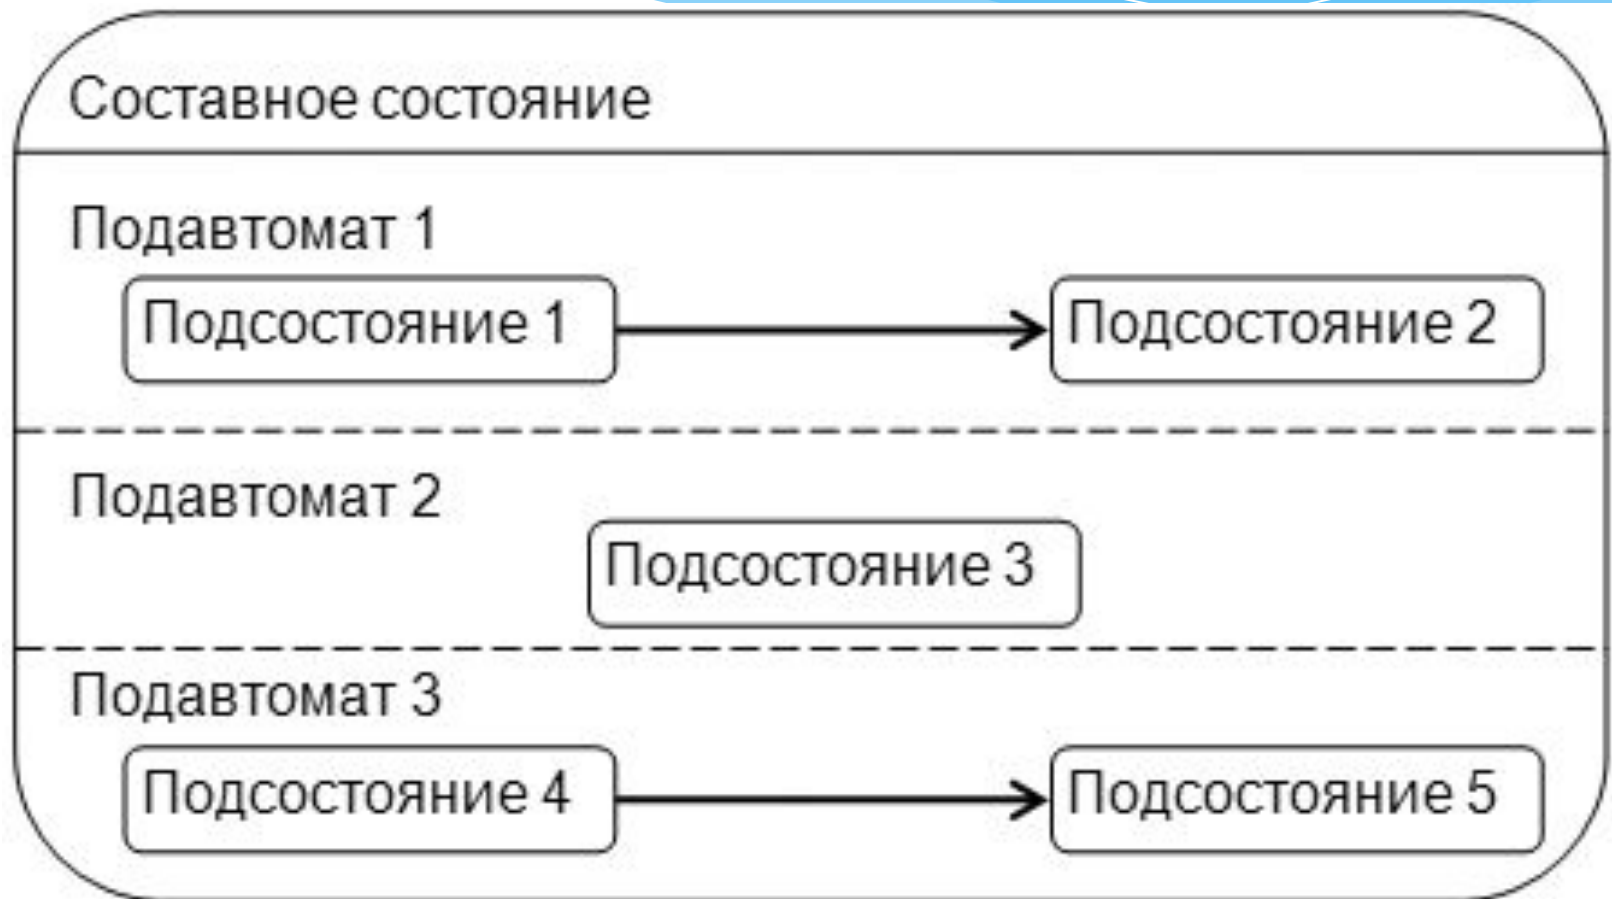 Составное состояние
Подавтомат 1
Подсостояние 1
Подсостояние 2
Подавтомат 2
Подсостояние 3
Подавтомат 3
Подсостояние 4
Подсостояние 5